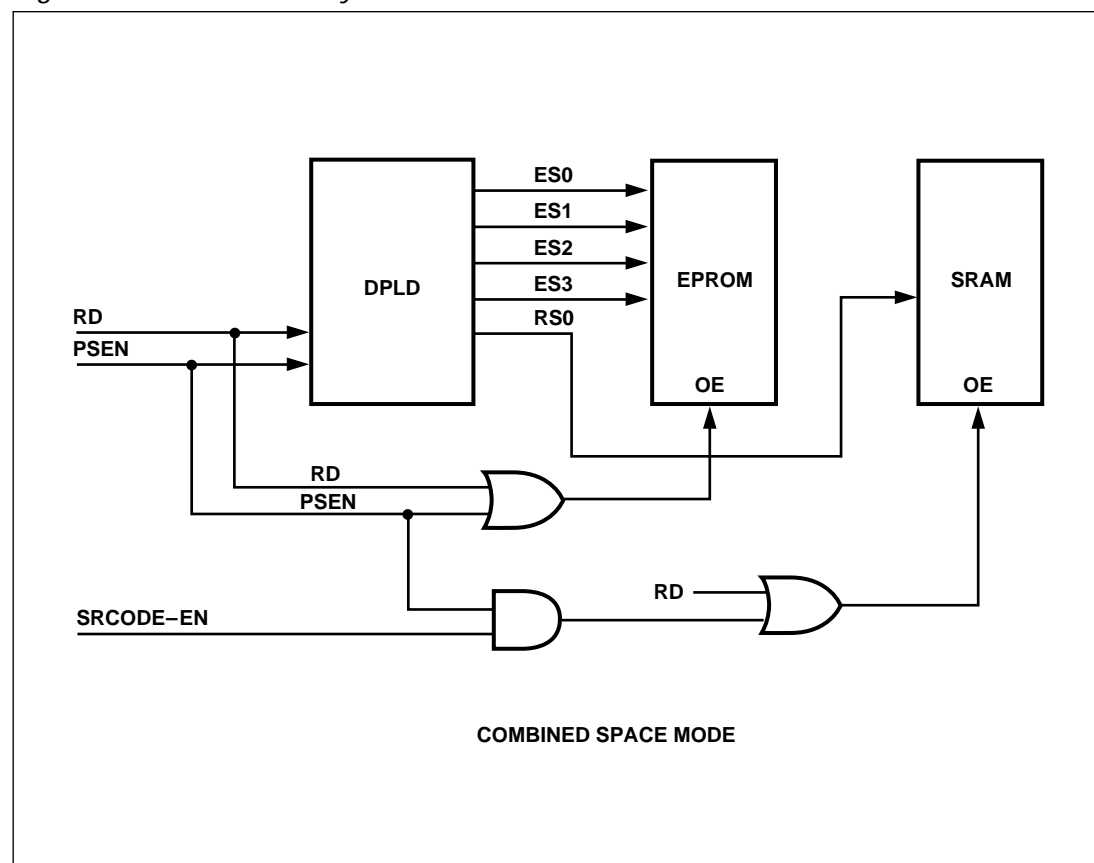 ES0
ES1
ES2
ES3
RS0
DPLD
EPROM
SRAM
RD
PSEN
OE
OE
RD
PSEN
RD
SRCODE–EN
COMBINED SPACE MODE